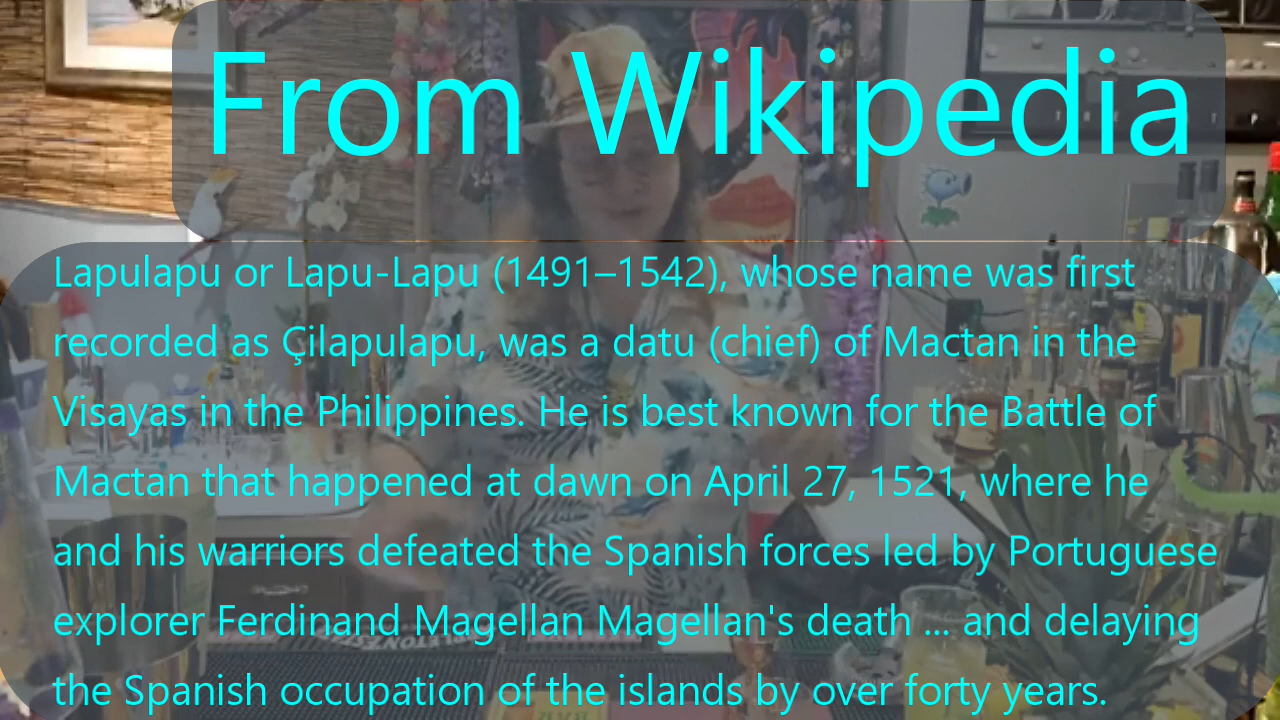 From Wikipedia
Lapulapu or Lapu-Lapu (1491–1542), whose name was first
recorded as Çilapulapu, was a datu (chief) of Mactan in the
Visayas in the Philippines. He is best known for the Battle of
Mactan that happened at dawn on April 27, 1521, where he
and his warriors defeated the Spanish forces led by Portuguese
explorer Ferdinand Magellan Magellan's death ... and delaying
the Spanish occupation of the islands by over forty years.